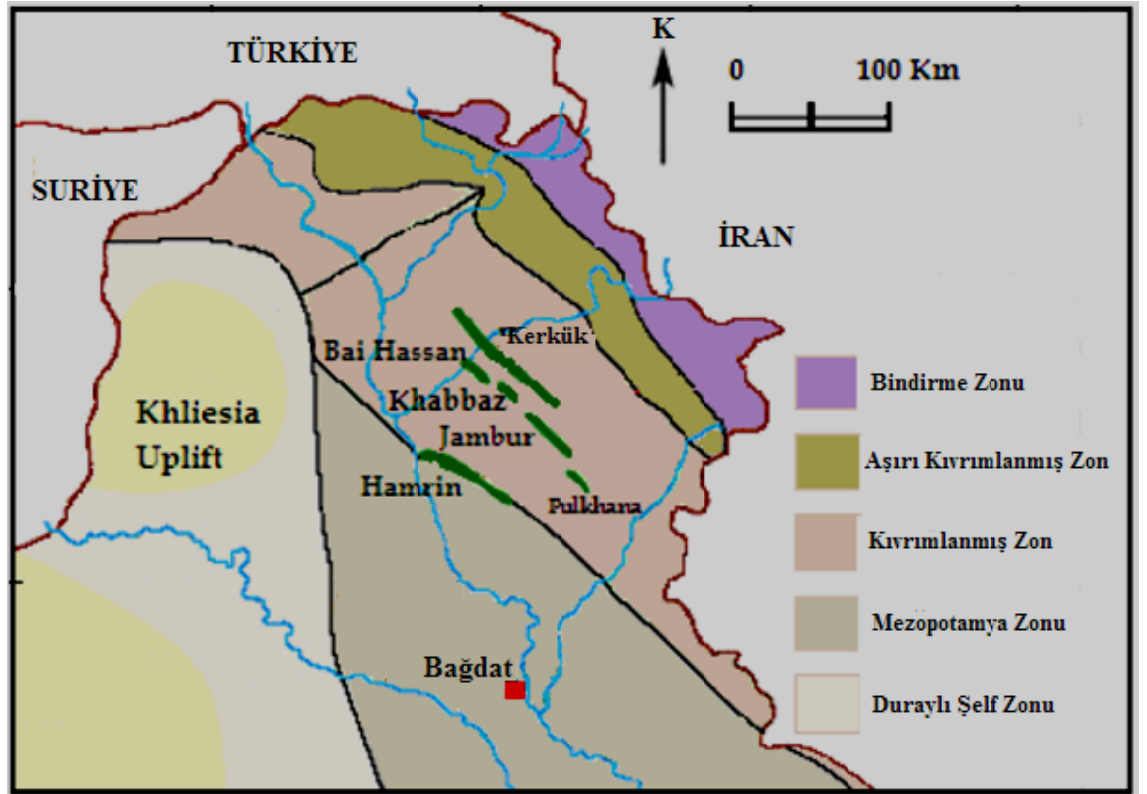 TÜRKİYE
K
0 100 Km
SURİYE
İRAN
"Kerkük"
Bai Hassan
Khabbaz
Jambur
Hamrin
Pulkhana
Khliesia
Uplift
Bağdat
Bindirme Zonu
Aşırı Kıvrımlanmış Zon
Kıvrımlanmış Zon
Mezopotamya Zonu
Duraylı Şelf Zonu